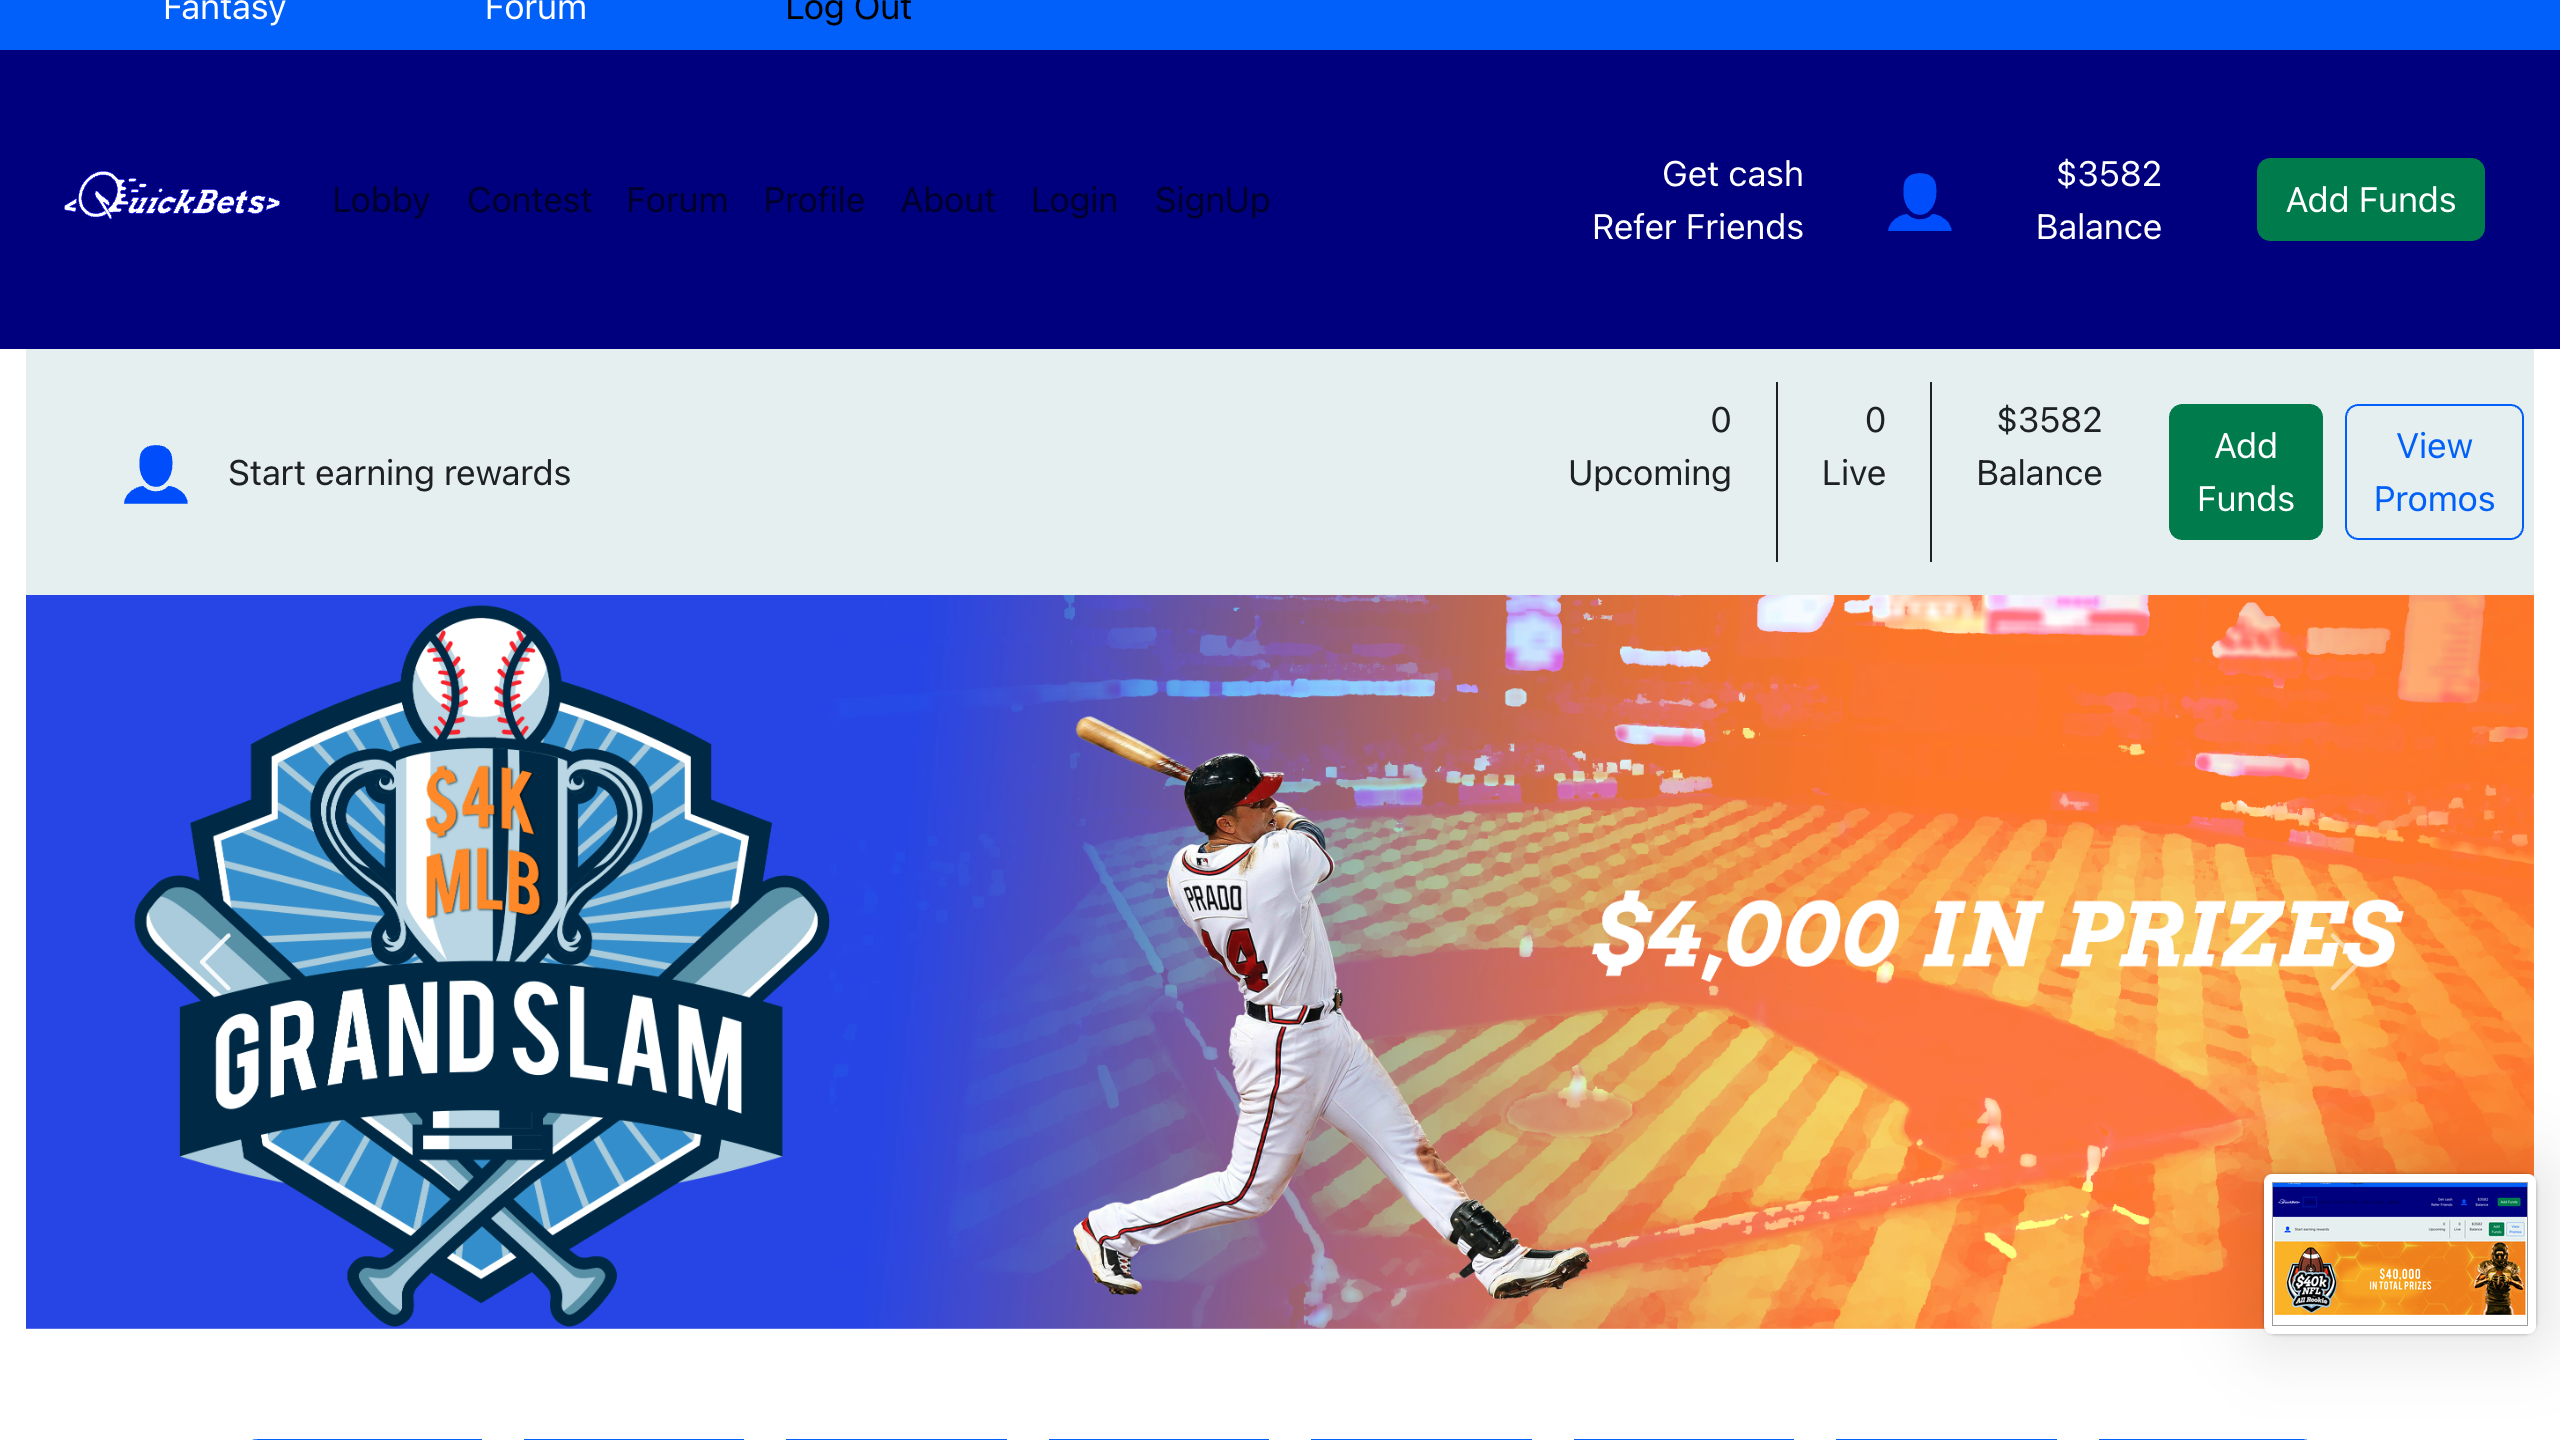 Fantasy Forum Log Out
<QuickBets> Lobby Contest Forum Profile About Login SignUp
Get cash
Refer Friends
$3582
Balance
Add Funds
Start earning rewards
0
Upcoming
0
Live
$3582
Balance
Add
Funds
View
Promos
$4K
MLB
GRAND SLAM
PRADO
14
$4,000 IN PRIZES
$40k
NFL
All Rookie
$40,000
IN TOTAL PRIZES